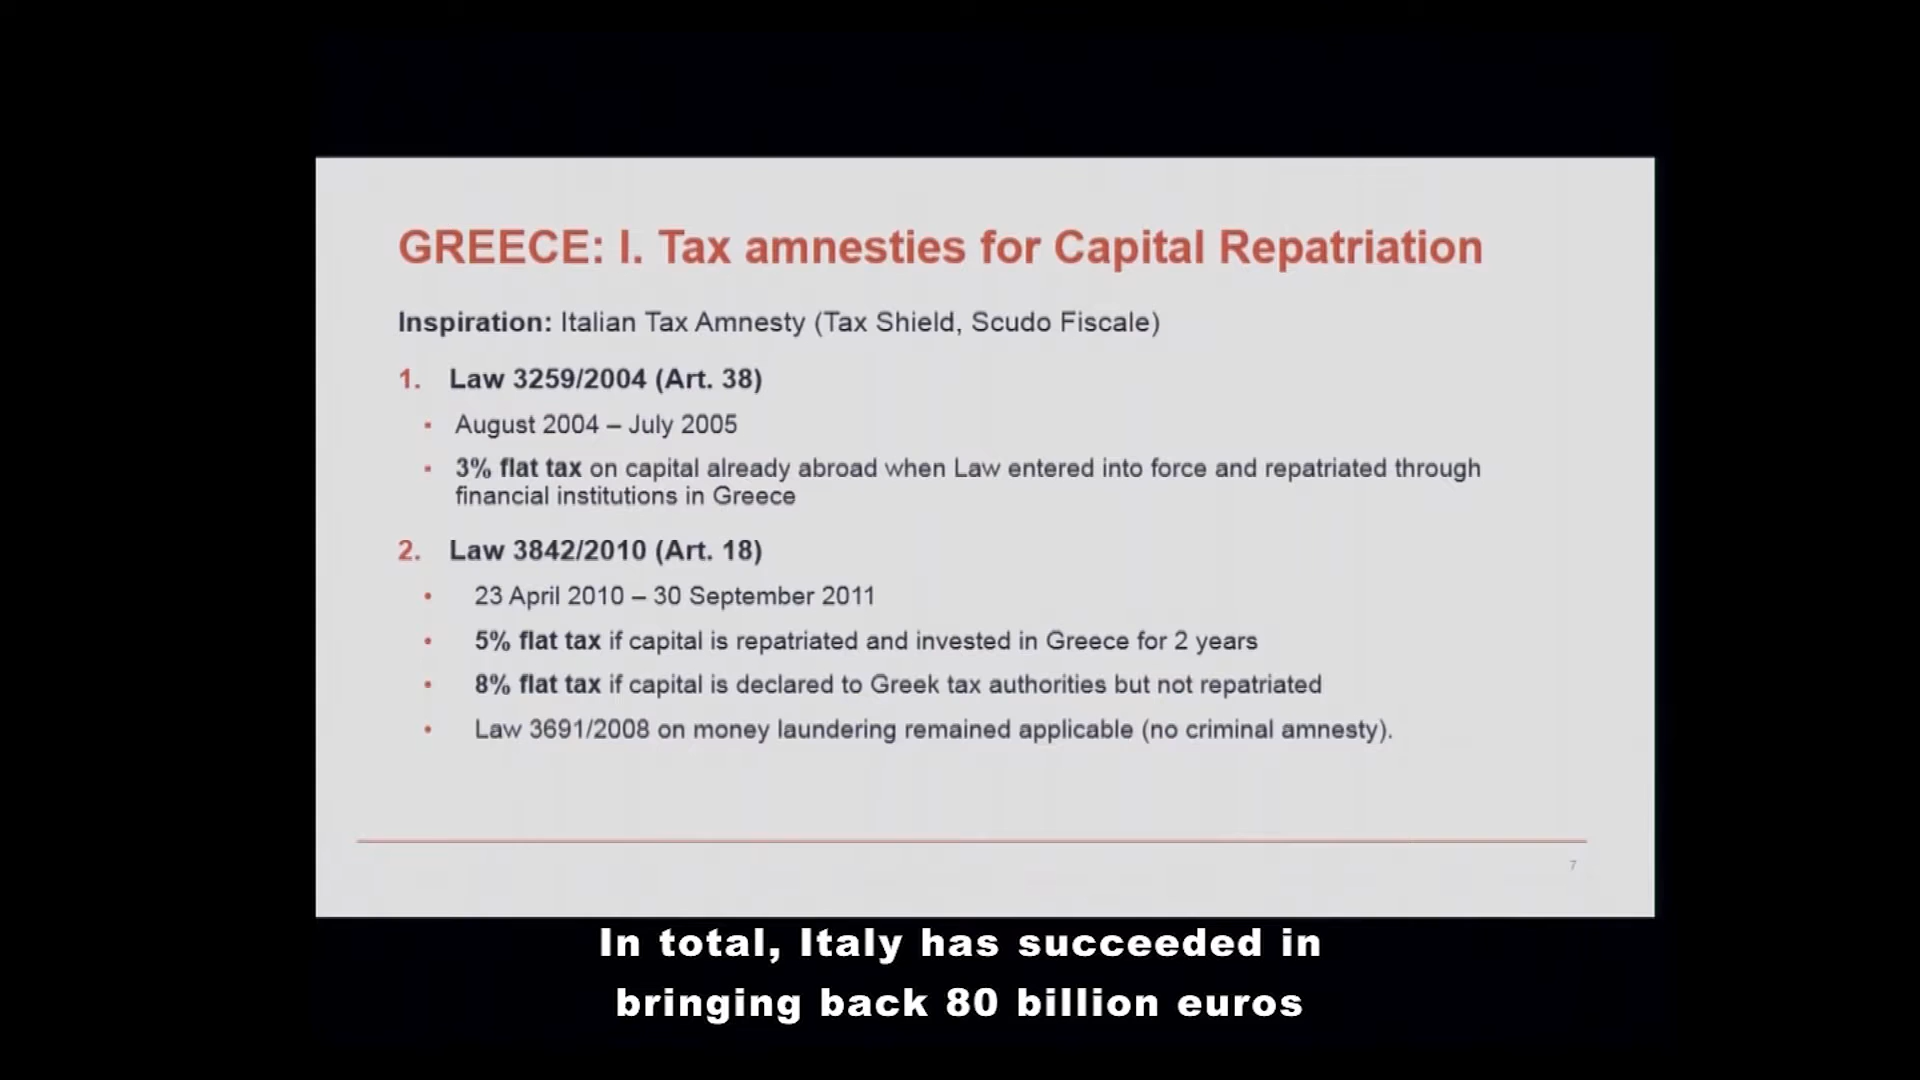 GREECE: I. Tax amnesties for Capital Repatriation
Inspiration: Italian Tax Amnesty (Tax Shield, Scudo Fiscale)
1. Law 3259/2004 (Art. 38)
▪ August 2004 – July 2005
▪ 3% flat tax on capital already abroad when Law entered into force and repatriated through
financial institutions in Greece
2. Law 3842/2010 (Art. 18)
• 23 April 2010 – 30 September 2011
• 5% flat tax if capital is repatriated and invested in Greece for 2 years
• 8% flat tax if capital is declared to Greek tax authorities but not repatriated
• Law 3691/2008 on money laundering remained applicable (no criminal amnesty).
7
In total, Italy has succeeded in
bringing back 80 billion euros